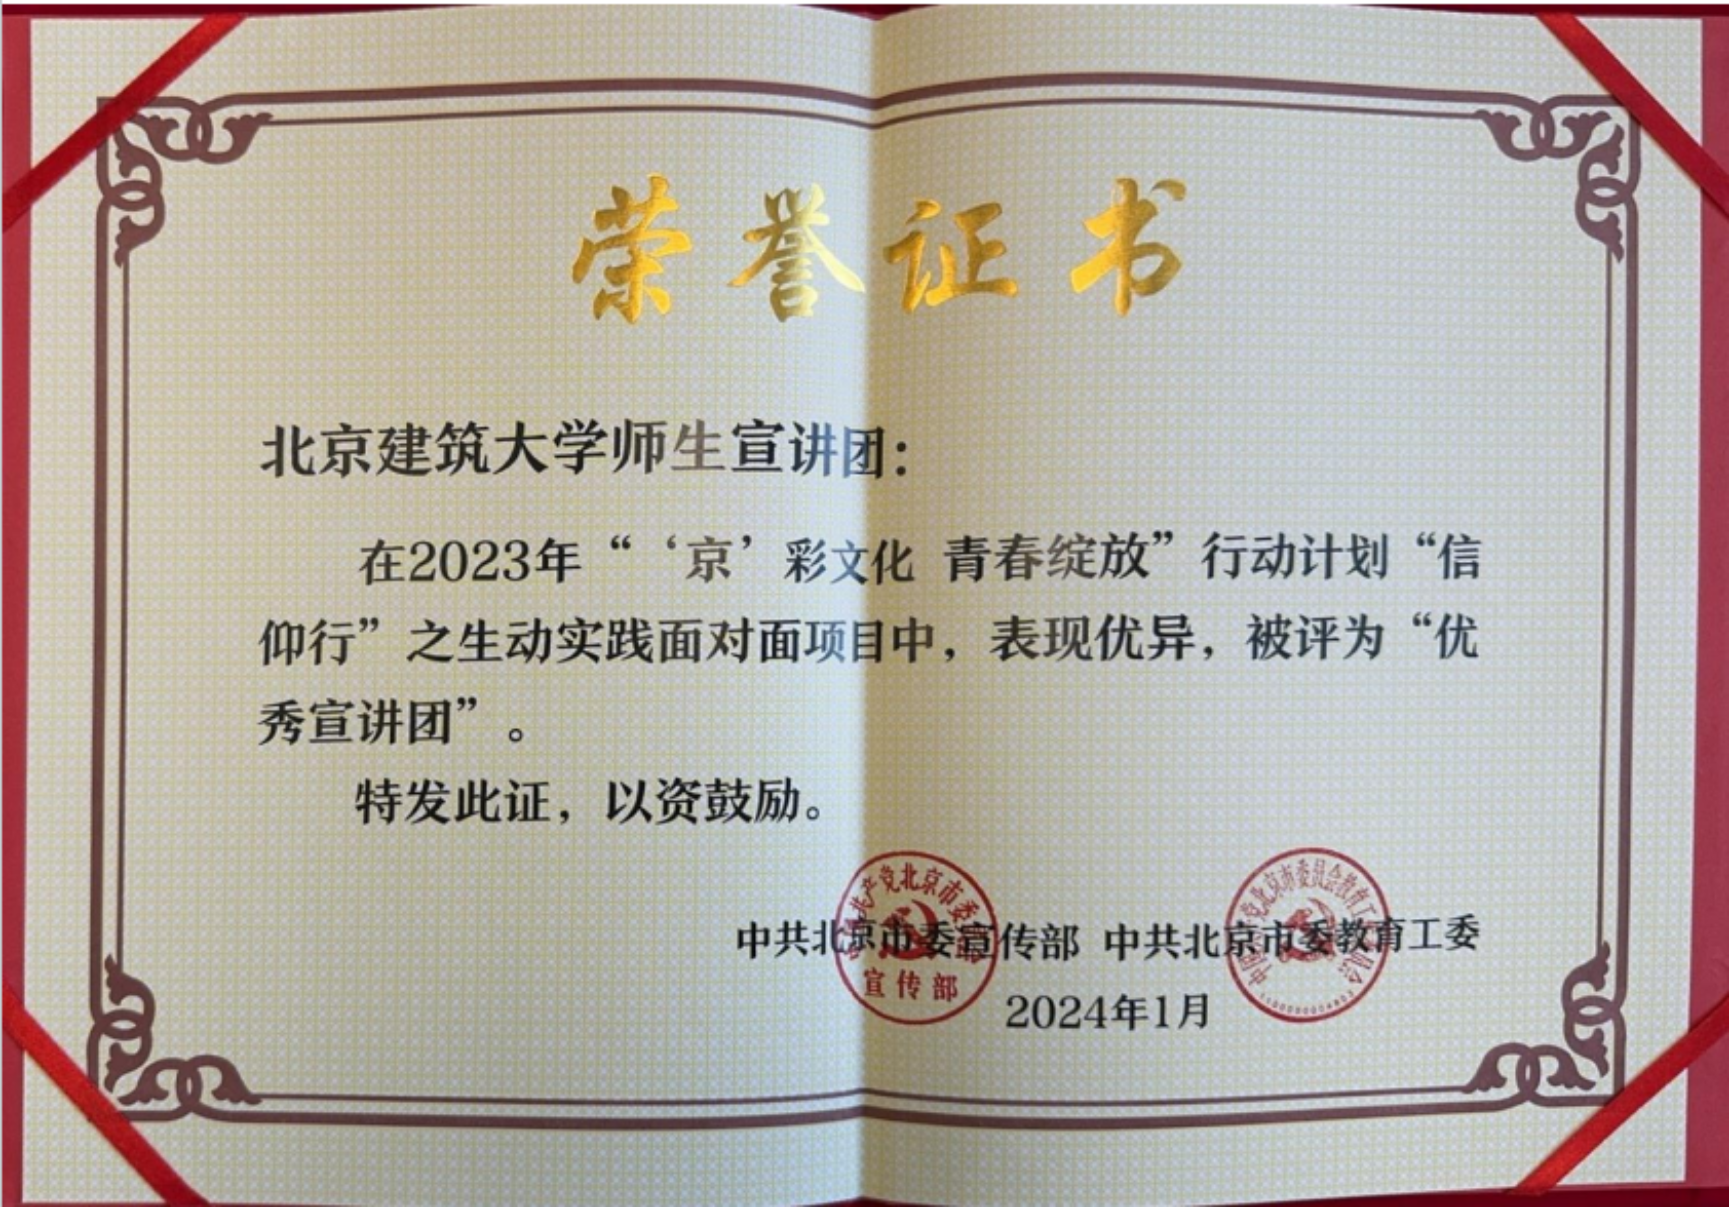 荣誉证书
北京建筑大学师生宣讲团：
在2023年“‘京’彩文化 青春绽放”行动计划“信
仰行”之生动实践面对面项目中，表现优异，被评为“优
秀宣讲团”。
特发此证，以资鼓励。
中共北京市委宣传部 中共北京市委教育工委
2024年1月
宣传部